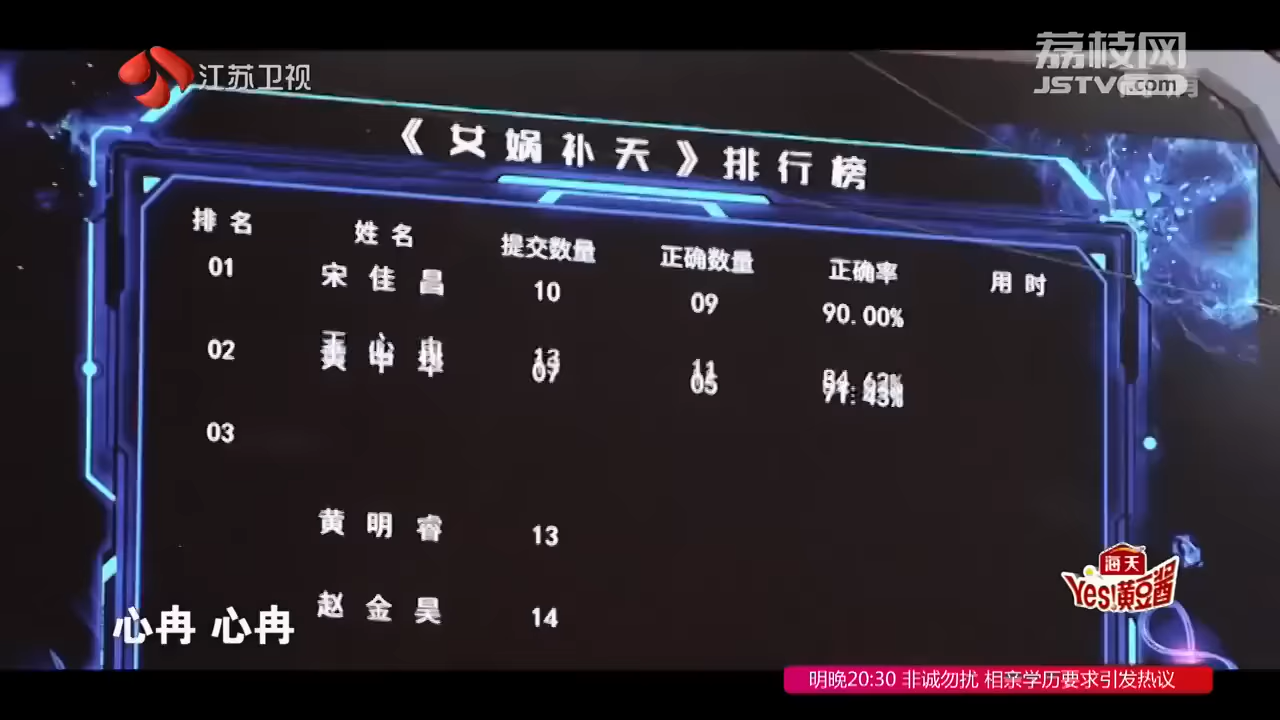 江苏卫视
荔枝网
JSTV.com
《女娲补天》排行榜
排名 姓名 提交数量 正确数量 正确率 用时
01 宋佳昌 10 09 90.00%
02
03
黄明睿 13
赵金昊 14
心冉 心冉
海天
Yes!黄豆酱
明晚20:30 非诚勿扰 相亲学历要求引发热议